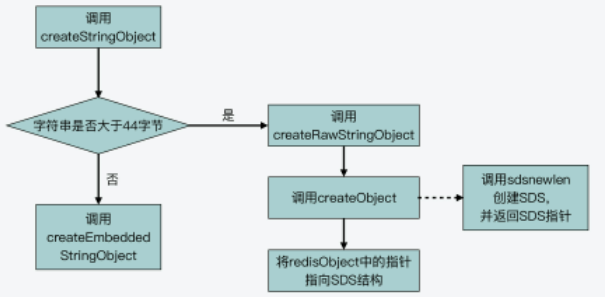 调用
createStringObject
字符串是否大于44字节
是
调用
createRawStringObject
否
调用createObject
调用sdsnewlen
创建SDS,
并返回SDS指针
调用
createEmbedded
StringObject
将redisObject中的指针
指向SDS结构